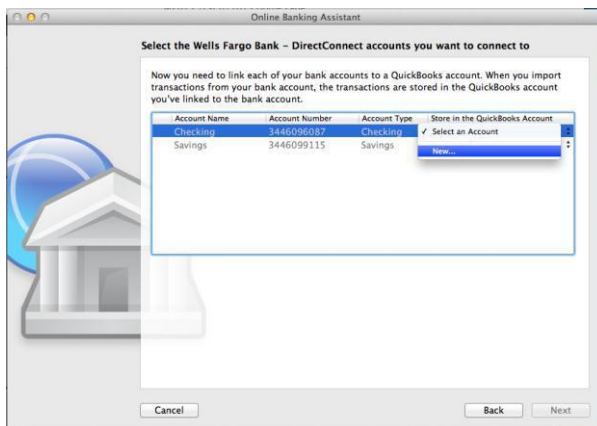 Online Banking Assistant
Select the Wells Fargo Bank - DirectConnect accounts you want to connect to
Now you need to link each of your bank accounts to a QuickBooks account. When you import
transactions from your bank account, the transactions are stored in the QuickBooks account
you've linked to the bank account.
Account Name Account Number Account Type Store in the QuickBooks Account
Checking 3446096087 Checking ✓ Select an Account
Savings 3446099115 Savings New...
Cancel Back Next